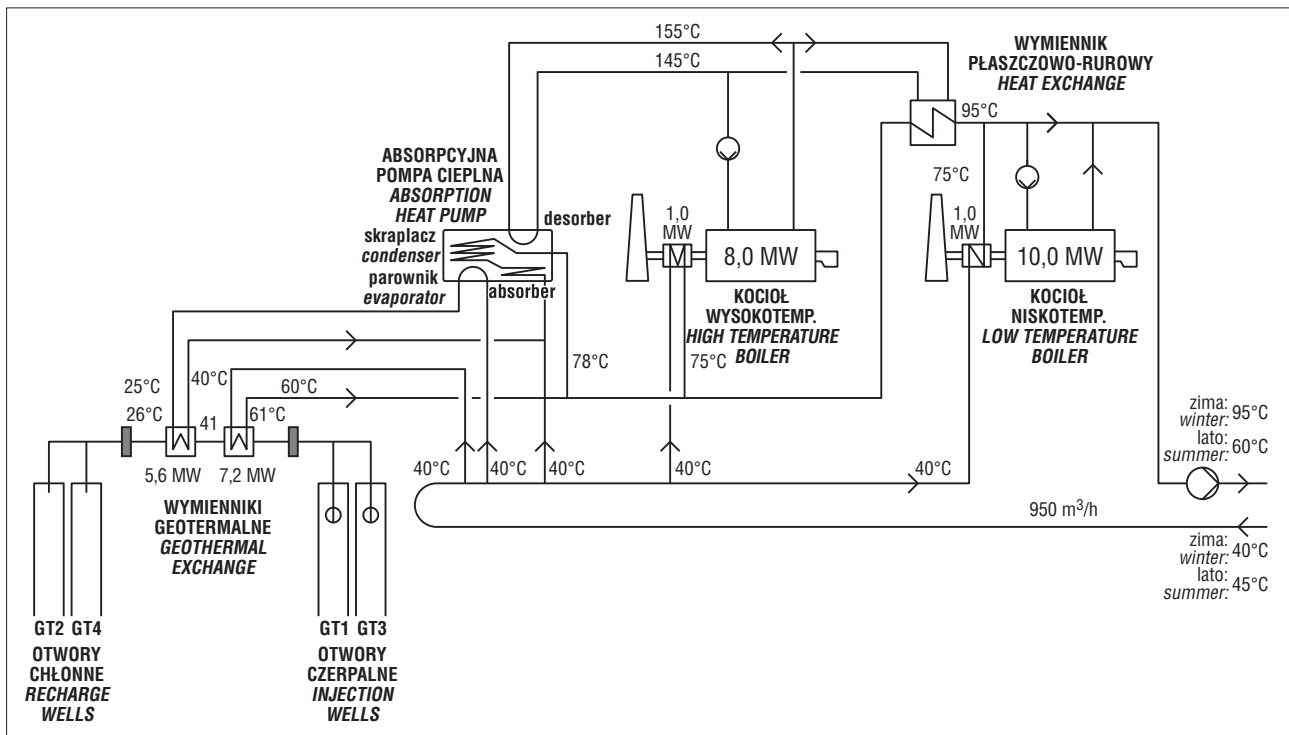 155°C
145°C
WYMIENNIK
PŁASZCZOWO-RUROWY
HEAT EXCHANGE
95°C
ABSORPCYJNA
POMPA CIEPLNA
ABSORPTION
HEAT PUMP
desorber
skraplacz
condenser
parownik
evaporator
absorber
1,0
MW
8,0 MW
KOCIOŁ
WYSOKOTEMP.
HIGH TEMPERATURE
BOILER
75°C
1,0
MW
10,0 MW
KOCIOŁ
NISKOTEMP.
LOW TEMPERATURE
BOILER
78°C
75°C
25°C
40°C
60°C
26°C
41
61°C
5,6 MW
7,2 MW
WYMIENNIKI
GEOTERMALNE
GEOTHERMAL
EXCHANGE
40°C
40°C
40°C
40°C
40°C
zima:
winter: 95°C
lato:
summer: 60°C
950 m³/h
zima:
winter: 40°C
lato:
summer: 45°C
GT2 GT4
OTWORY
CHŁONNE
RECHARGE
WELLS
GT1 GT3
OTWORY
CZERPALNE
INJECTION
WELLS